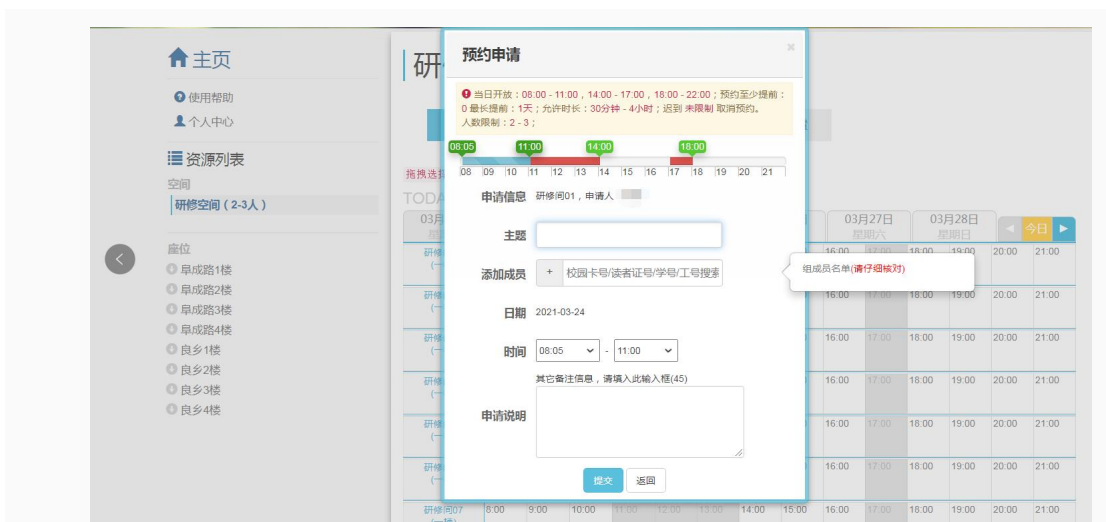 主页
使用帮助
个人中心
资源列表
空间
研修空间（2-3人）
座位
阜成路1楼
阜成路2楼
阜成路3楼
阜成路4楼
良乡1楼
良乡2楼
良乡3楼
良乡4楼
研
预约申请
×
当日开放：08:00 - 11:00，14:00 - 17:00，18:00 - 22:00；预约至少提前：
0 最长提前：1天；允许时长：30分钟 - 4小时；迟到 未限制 取消预约。
人数限制：2 - 3；
08:05 11:00 14:00 18:00
08 09 10 11 12 13 14 15 16 17 18 19 20 21
拖拽选择
申请信息 研修间01，申请人
主题
添加成员 + 校园卡号/读者证号/学号/工号搜索
组成员名单(请仔细核对)
日期 2021-03-24
时间 08:05 - 11:00
其它备注信息，请填入此输入框(45)
申请说明
提交 返回
TODA
03月 03月27日 03月28日
星期六 星期日 今日
16:00 17:00 18:00 19:00 20:00 21:00
16:00 17:00 18:00 19:00 20:00 21:00
16:00 17:00 18:00 19:00 20:00 21:00
16:00 17:00 18:00 19:00 20:00 21:00
16:00 17:00 18:00 19:00 20:00 21:00
16:00 17:00 18:00 19:00 20:00 21:00
研修间07 8:00 9:00 10:00 11:00 12:00 13:00 14:00 15:00 16:00 17:00 18:00 19:00 20:00 21:00